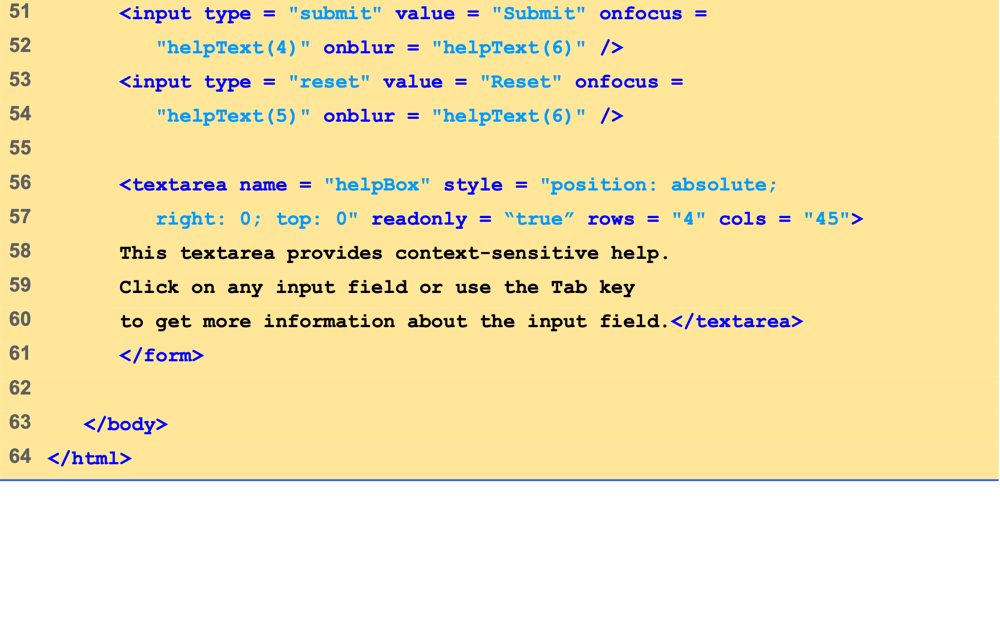 51 <input type = "submit" value = "Submit" onfocus =
52 "helpText(4)" onblur = "helpText(6)" />
53 <input type = "reset" value = "Reset" onfocus =
54 "helpText(5)" onblur = "helpText(6)" />
55
56 <textarea name = "helpBox" style = "position: absolute;
57 right: 0; top: 0" readonly = “true” rows = "4" cols = "45">
58 This textarea provides context-sensitive help.
59 Click on any input field or use the Tab key
60 to get more information about the input field.</textarea>
61 </form>
62
63 </body>
64 </html>